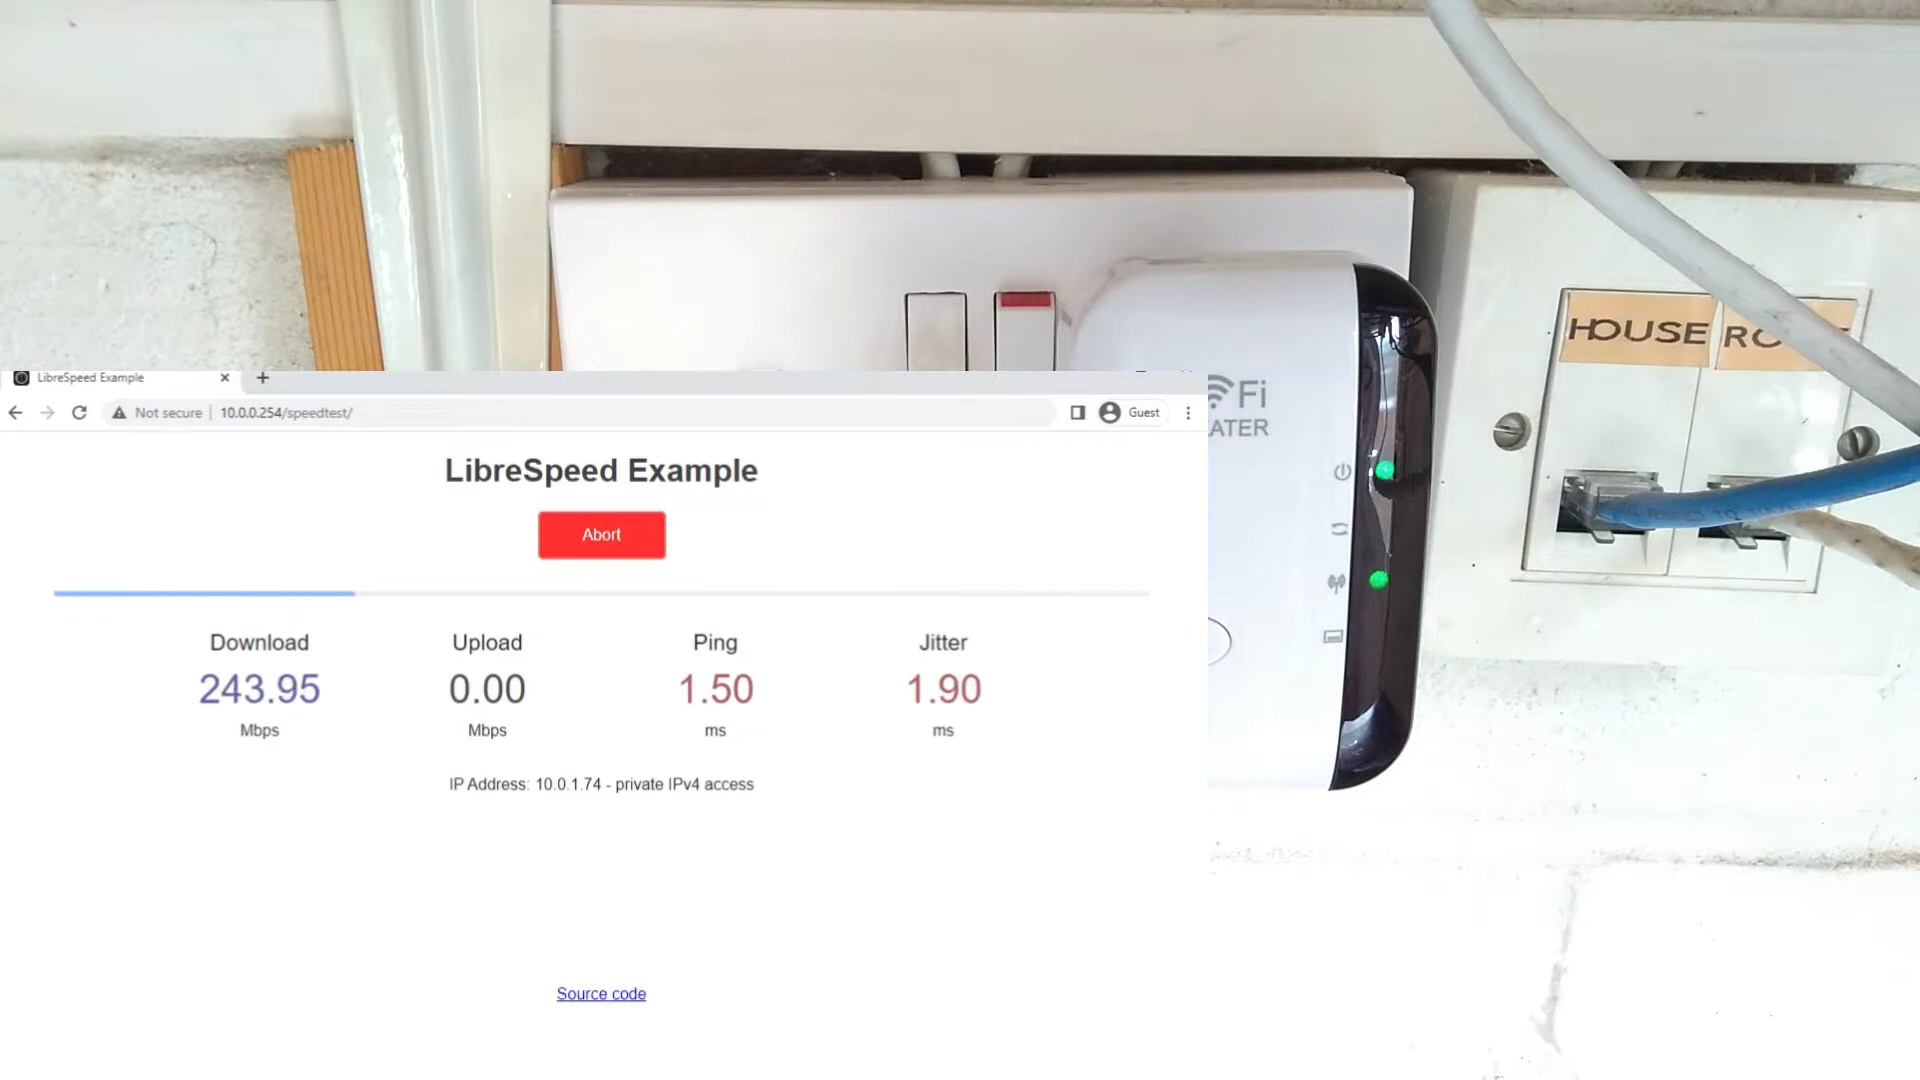 HOUSE
LibreSpeed Example
Not secure | 10.0.0.254/speedtest/
Guest
Fi
LibreSpeed Example
Abort
Download
Upload
Ping
Jitter
243.95
0.00
1.50
1.90
Mbps
Mbps
ms
ms
IP Address: 10.0.1.74 - private IPv4 access
Source code